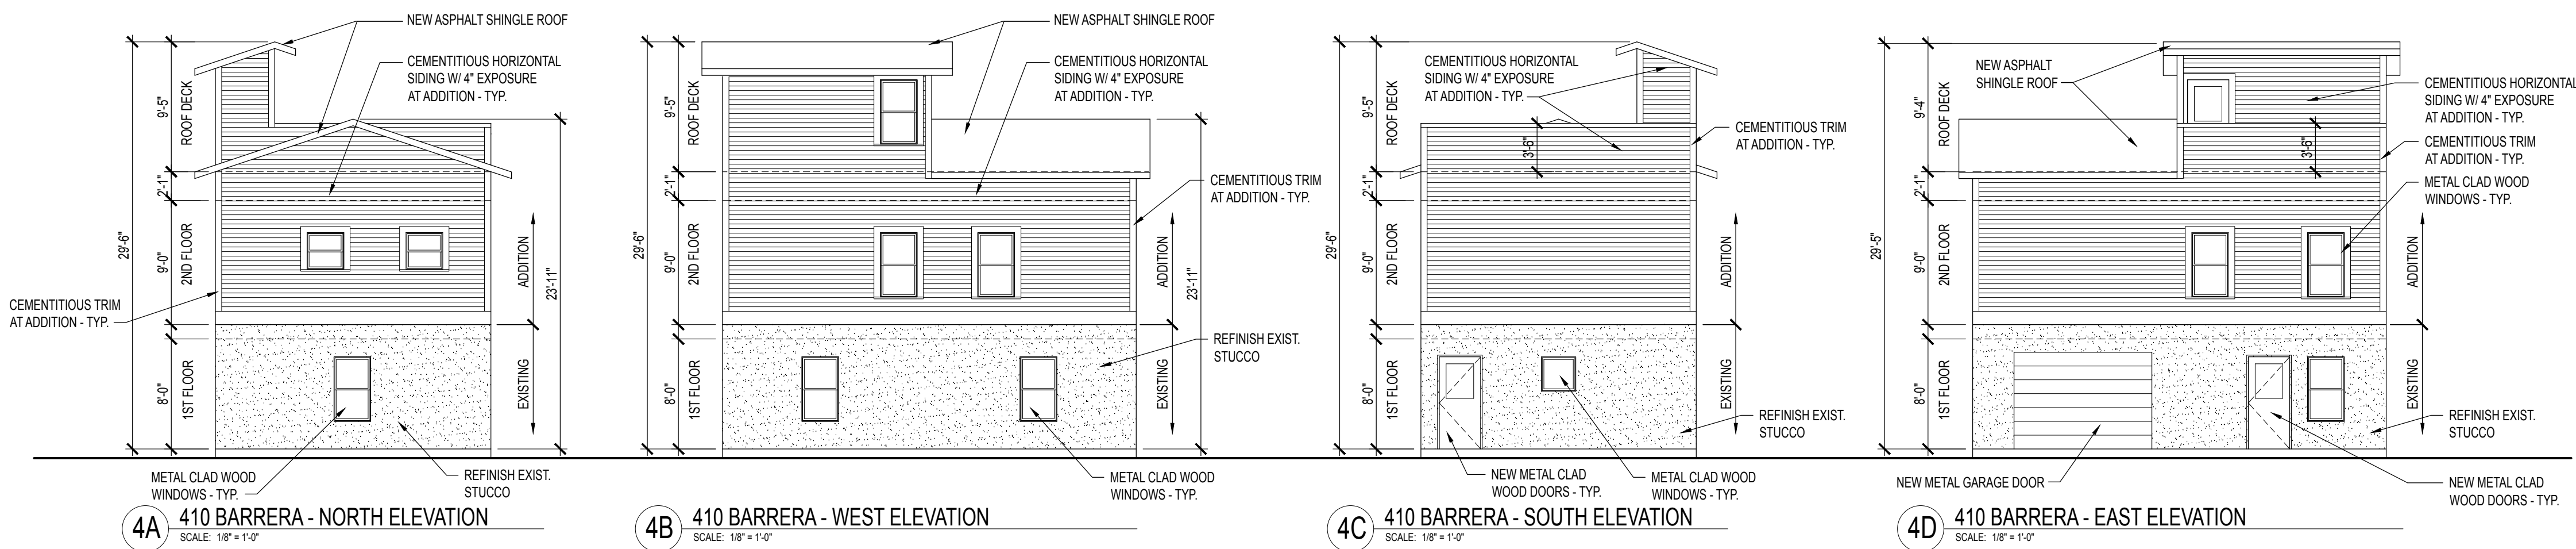 NEW ASPHALT SHINGLE ROOF
CEMENTITIOUS HORIZONTAL
SIDING W/ 4" EXPOSURE
AT ADDITION - TYP.
29'-6"
9'-5"
ROOF DECK
2'-1"
9'-0"
2ND FLOOR
8'-0"
1ST FLOOR
ADDITION
EXISTING
23'-11"
CEMENTITIOUS TRIM
AT ADDITION - TYP.
METAL CLAD WOOD
WINDOWS - TYP.
REFINISH EXIST.
STUCCO
4A
410 BARRERA - NORTH ELEVATION
SCALE: 1/8" = 1'-0"
NEW ASPHALT SHINGLE ROOF
CEMENTITIOUS HORIZONTAL
SIDING W/ 4" EXPOSURE
AT ADDITION - TYP.
29'-6"
9'-5"
ROOF DECK
2'-1"
9'-0"
2ND FLOOR
8'-0"
1ST FLOOR
CEMENTITIOUS TRIM
AT ADDITION - TYP.
ADDITION
EXISTING
23'-11"
REFINISH EXIST.
STUCCO
METAL CLAD WOOD
WINDOWS - TYP.
4B
410 BARRERA - WEST ELEVATION
SCALE: 1/8" = 1'-0"
CEMENTITIOUS HORIZONTAL
SIDING W/ 4" EXPOSURE
AT ADDITION - TYP.
29'-6"
9'-5"
ROOF DECK
2'-1"
9'-0"
2ND FLOOR
8'-0"
1ST FLOOR
3'-6"
CEMENTITIOUS TRIM
AT ADDITION - TYP.
ADDITION
EXISTING
REFINISH EXIST.
STUCCO
NEW METAL CLAD
WOOD DOORS - TYP.
METAL CLAD WOOD
WINDOWS - TYP.
4C
410 BARRERA - SOUTH ELEVATION
SCALE: 1/8" = 1'-0"
NEW ASPHALT
SHINGLE ROOF
CEMENTITIOUS HORIZONTAL
SIDING W/ 4" EXPOSURE
AT ADDITION - TYP.
29'-5"
9'-4"
ROOF DECK
2'-1"
9'-0"
2ND FLOOR
8'-0"
1ST FLOOR
3'-6"
CEMENTITIOUS TRIM
AT ADDITION - TYP.
METAL CLAD WOOD
WINDOWS - TYP.
ADDITION
EXISTING
REFINISH EXIST.
STUCCO
NEW METAL GARAGE DOOR
NEW METAL CLAD
WOOD DOORS - TYP.
4D
410 BARRERA - EAST ELEVATION
SCALE: 1/8" = 1'-0"